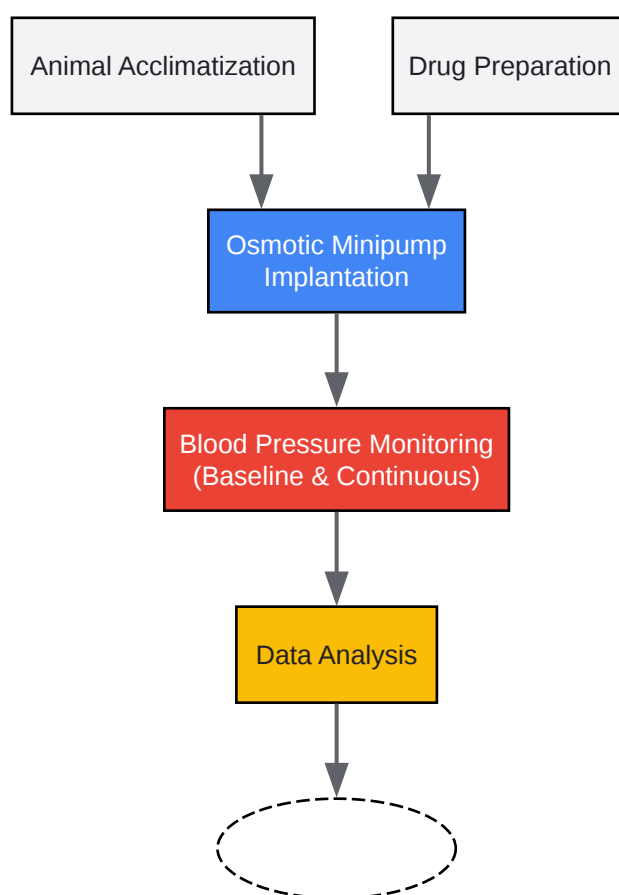 Animal Acclimatization
Drug Preparation
Osmotic Minipump
Implantation
Blood Pressure Monitoring
(Baseline & Continuous)
Data Analysis